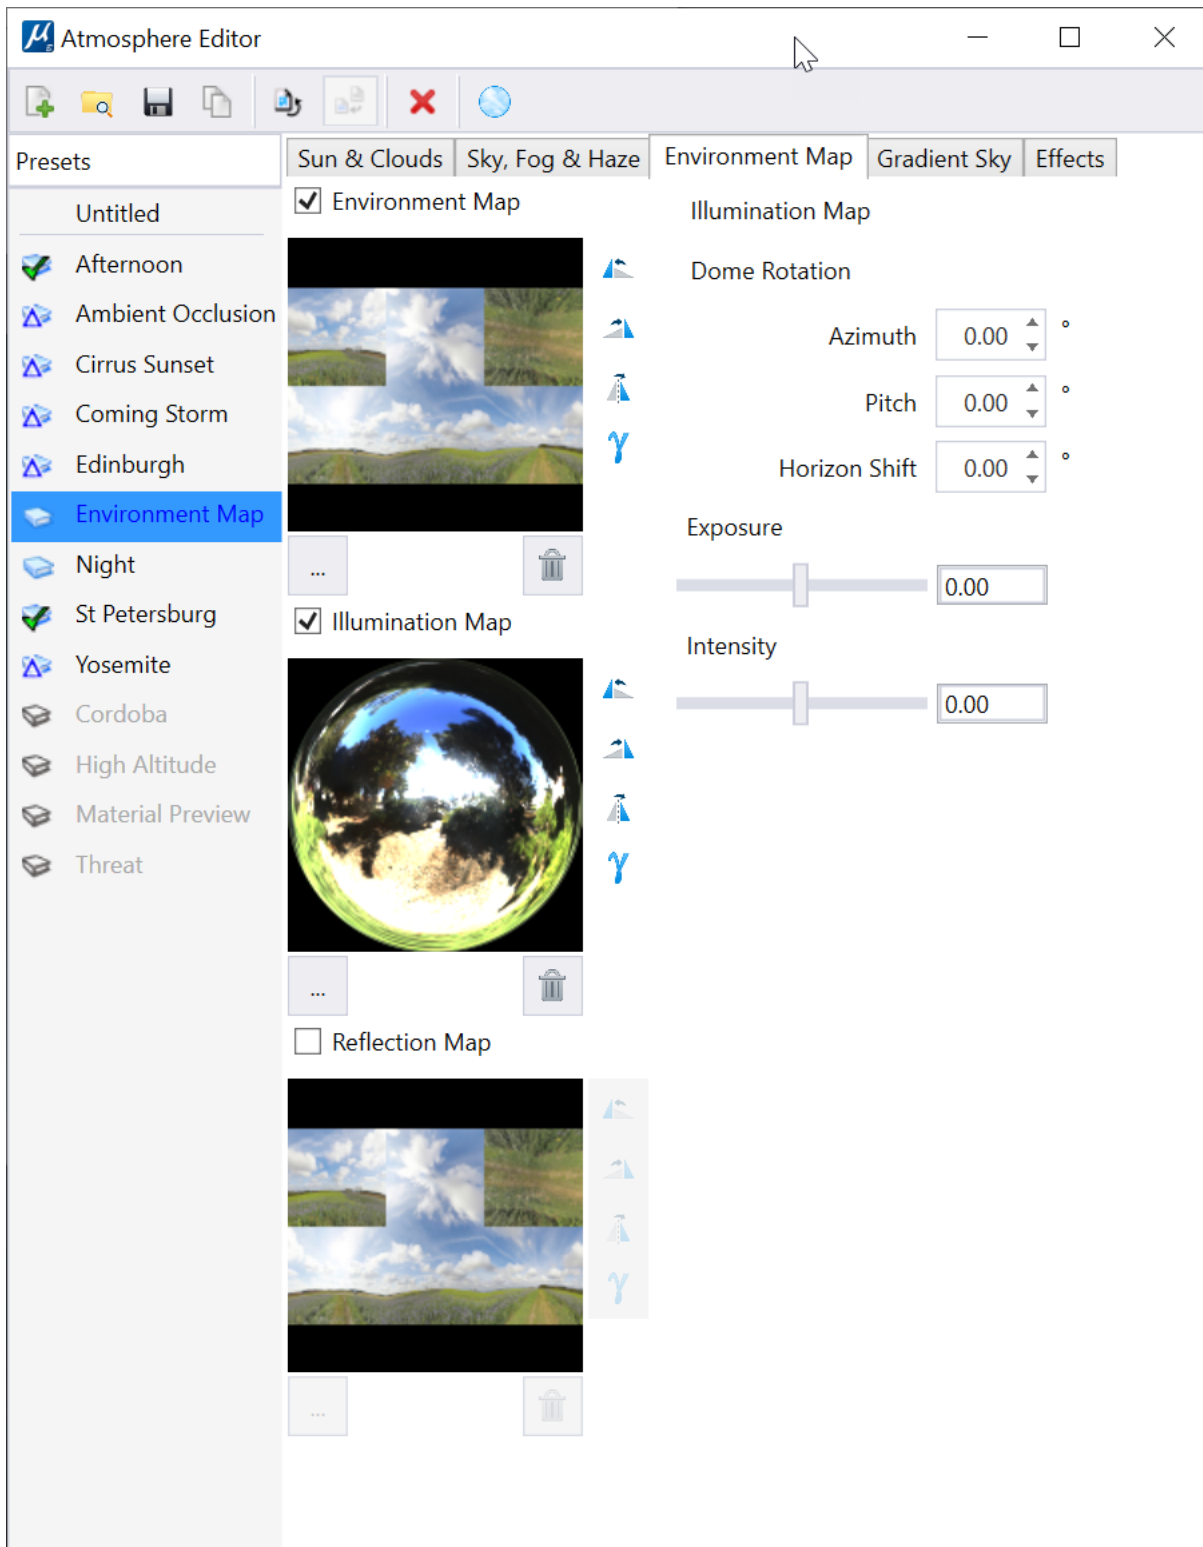 Atmosphere Editor
Presets
Untitled
Afternoon
Ambient Occlusion
Cirrus Sunset
Coming Storm
Edinburgh
Environment Map
Night
St Petersburg
Yosemite
Cordoba
High Altitude
Material Preview
Threat
Sun & Clouds
Sky, Fog & Haze
Environment Map
Gradient Sky
Effects
Environment Map
γ
...
Illumination Map
γ
...
Reflection Map
γ
...
Illumination Map
Dome Rotation
Azimuth 0.00 °
Pitch 0.00 °
Horizon Shift 0.00 °
Exposure
0.00
Intensity
0.00